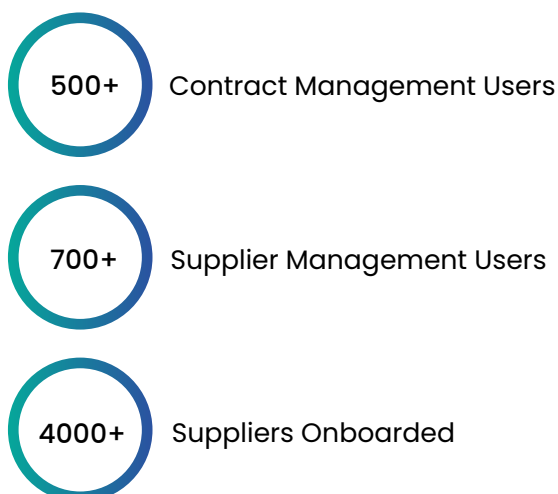 500+ Contract Management Users
700+ Supplier Management Users
4000+ Suppliers Onboarded